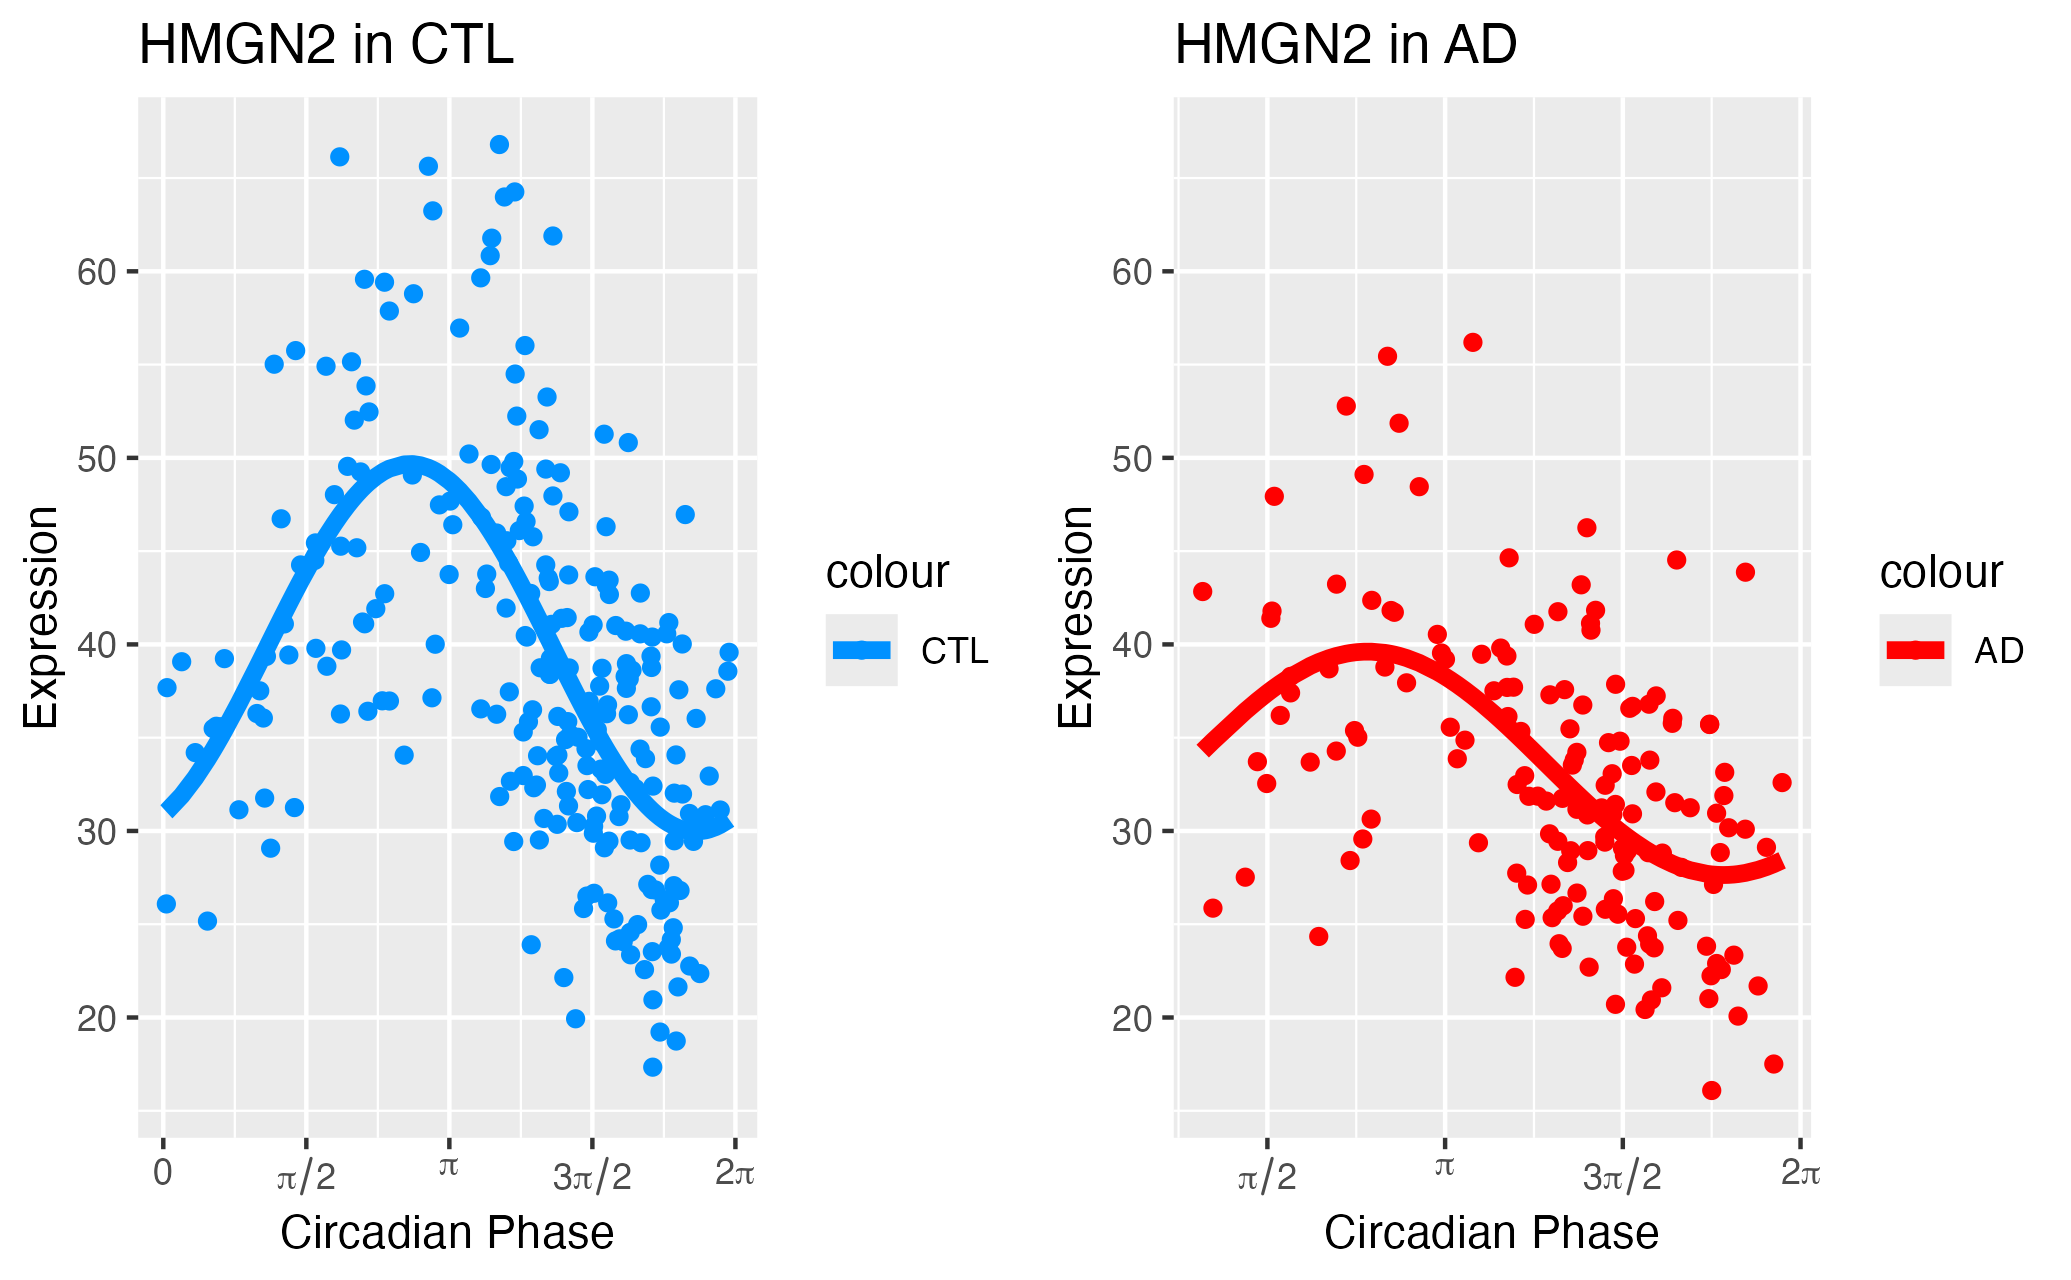 HMGN2 in CTL
Expression
60
50
40
30
20
0
π/2
π
3π/2
2π
Circadian Phase
colour
CTL
HMGN2 in AD
Expression
60
50
40
30
20
π/2
π
3π/2
2π
Circadian Phase
colour
AD